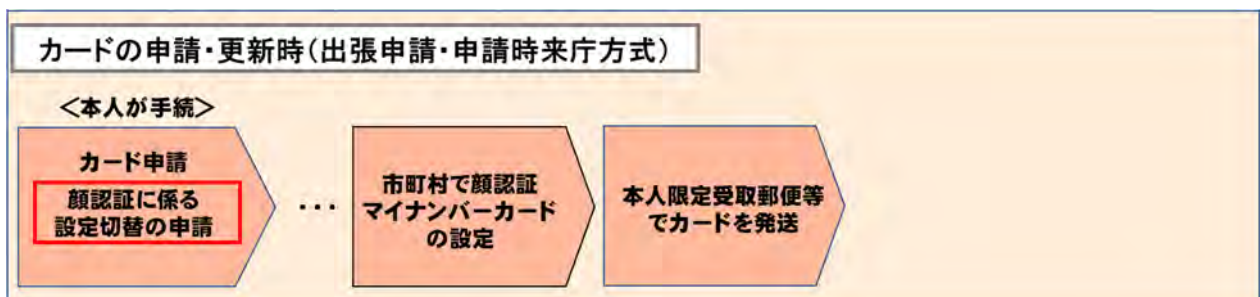 カードの申請・更新時（出張申請・申請時来庁方式）
＜本人が手続＞
カード申請
顔認証に係る
設定切替の申請
・・・
市町村で顔認証
マイナンバーカード
の設定
本人限定受取郵便等
でカードを発送